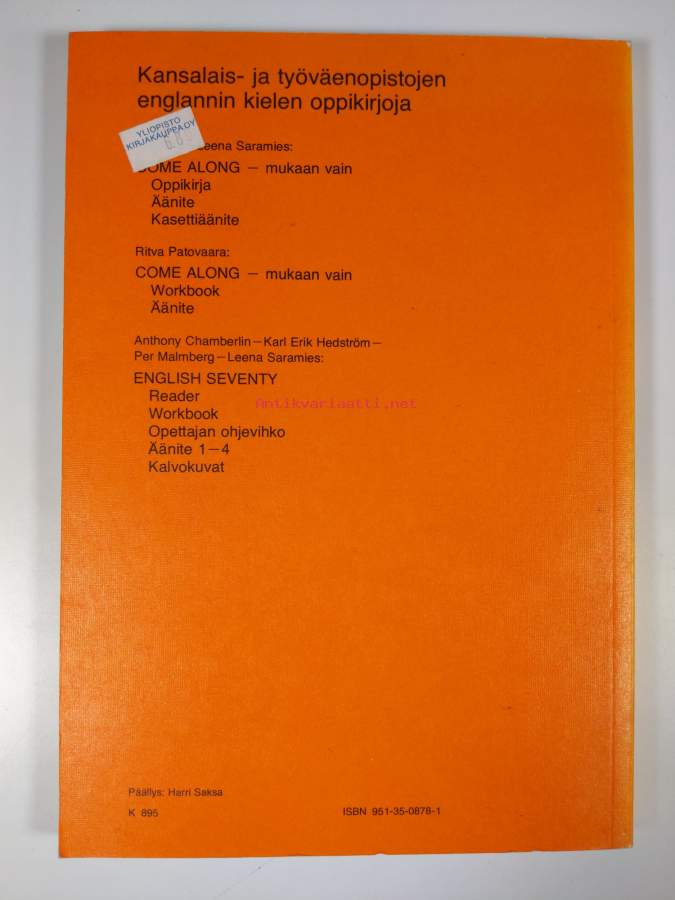 Kansalais- ja työväenopistojen
englannin kielen oppikirjoja
YLIOPISTO
KIRJAKAUPPA OY
Leena Saramies:
COME ALONG — mukaan vain
Oppikirja
Äänite
Kasettiäänite
Ritva Patovaara:
COME ALONG — mukaan vain
Workbook
Äänite
Anthony Chamberlin—Karl Erik Hedström—
Per Malmberg—Leena Saramies:
ENGLISH SEVENTY
Reader
Antikvariaatti.net
Workbook
Opettajan ohjevihko
Äänite 1—4
Kalvokuvat
Päällys: Harri Saksa
K 895
ISBN 951-35-0878-1